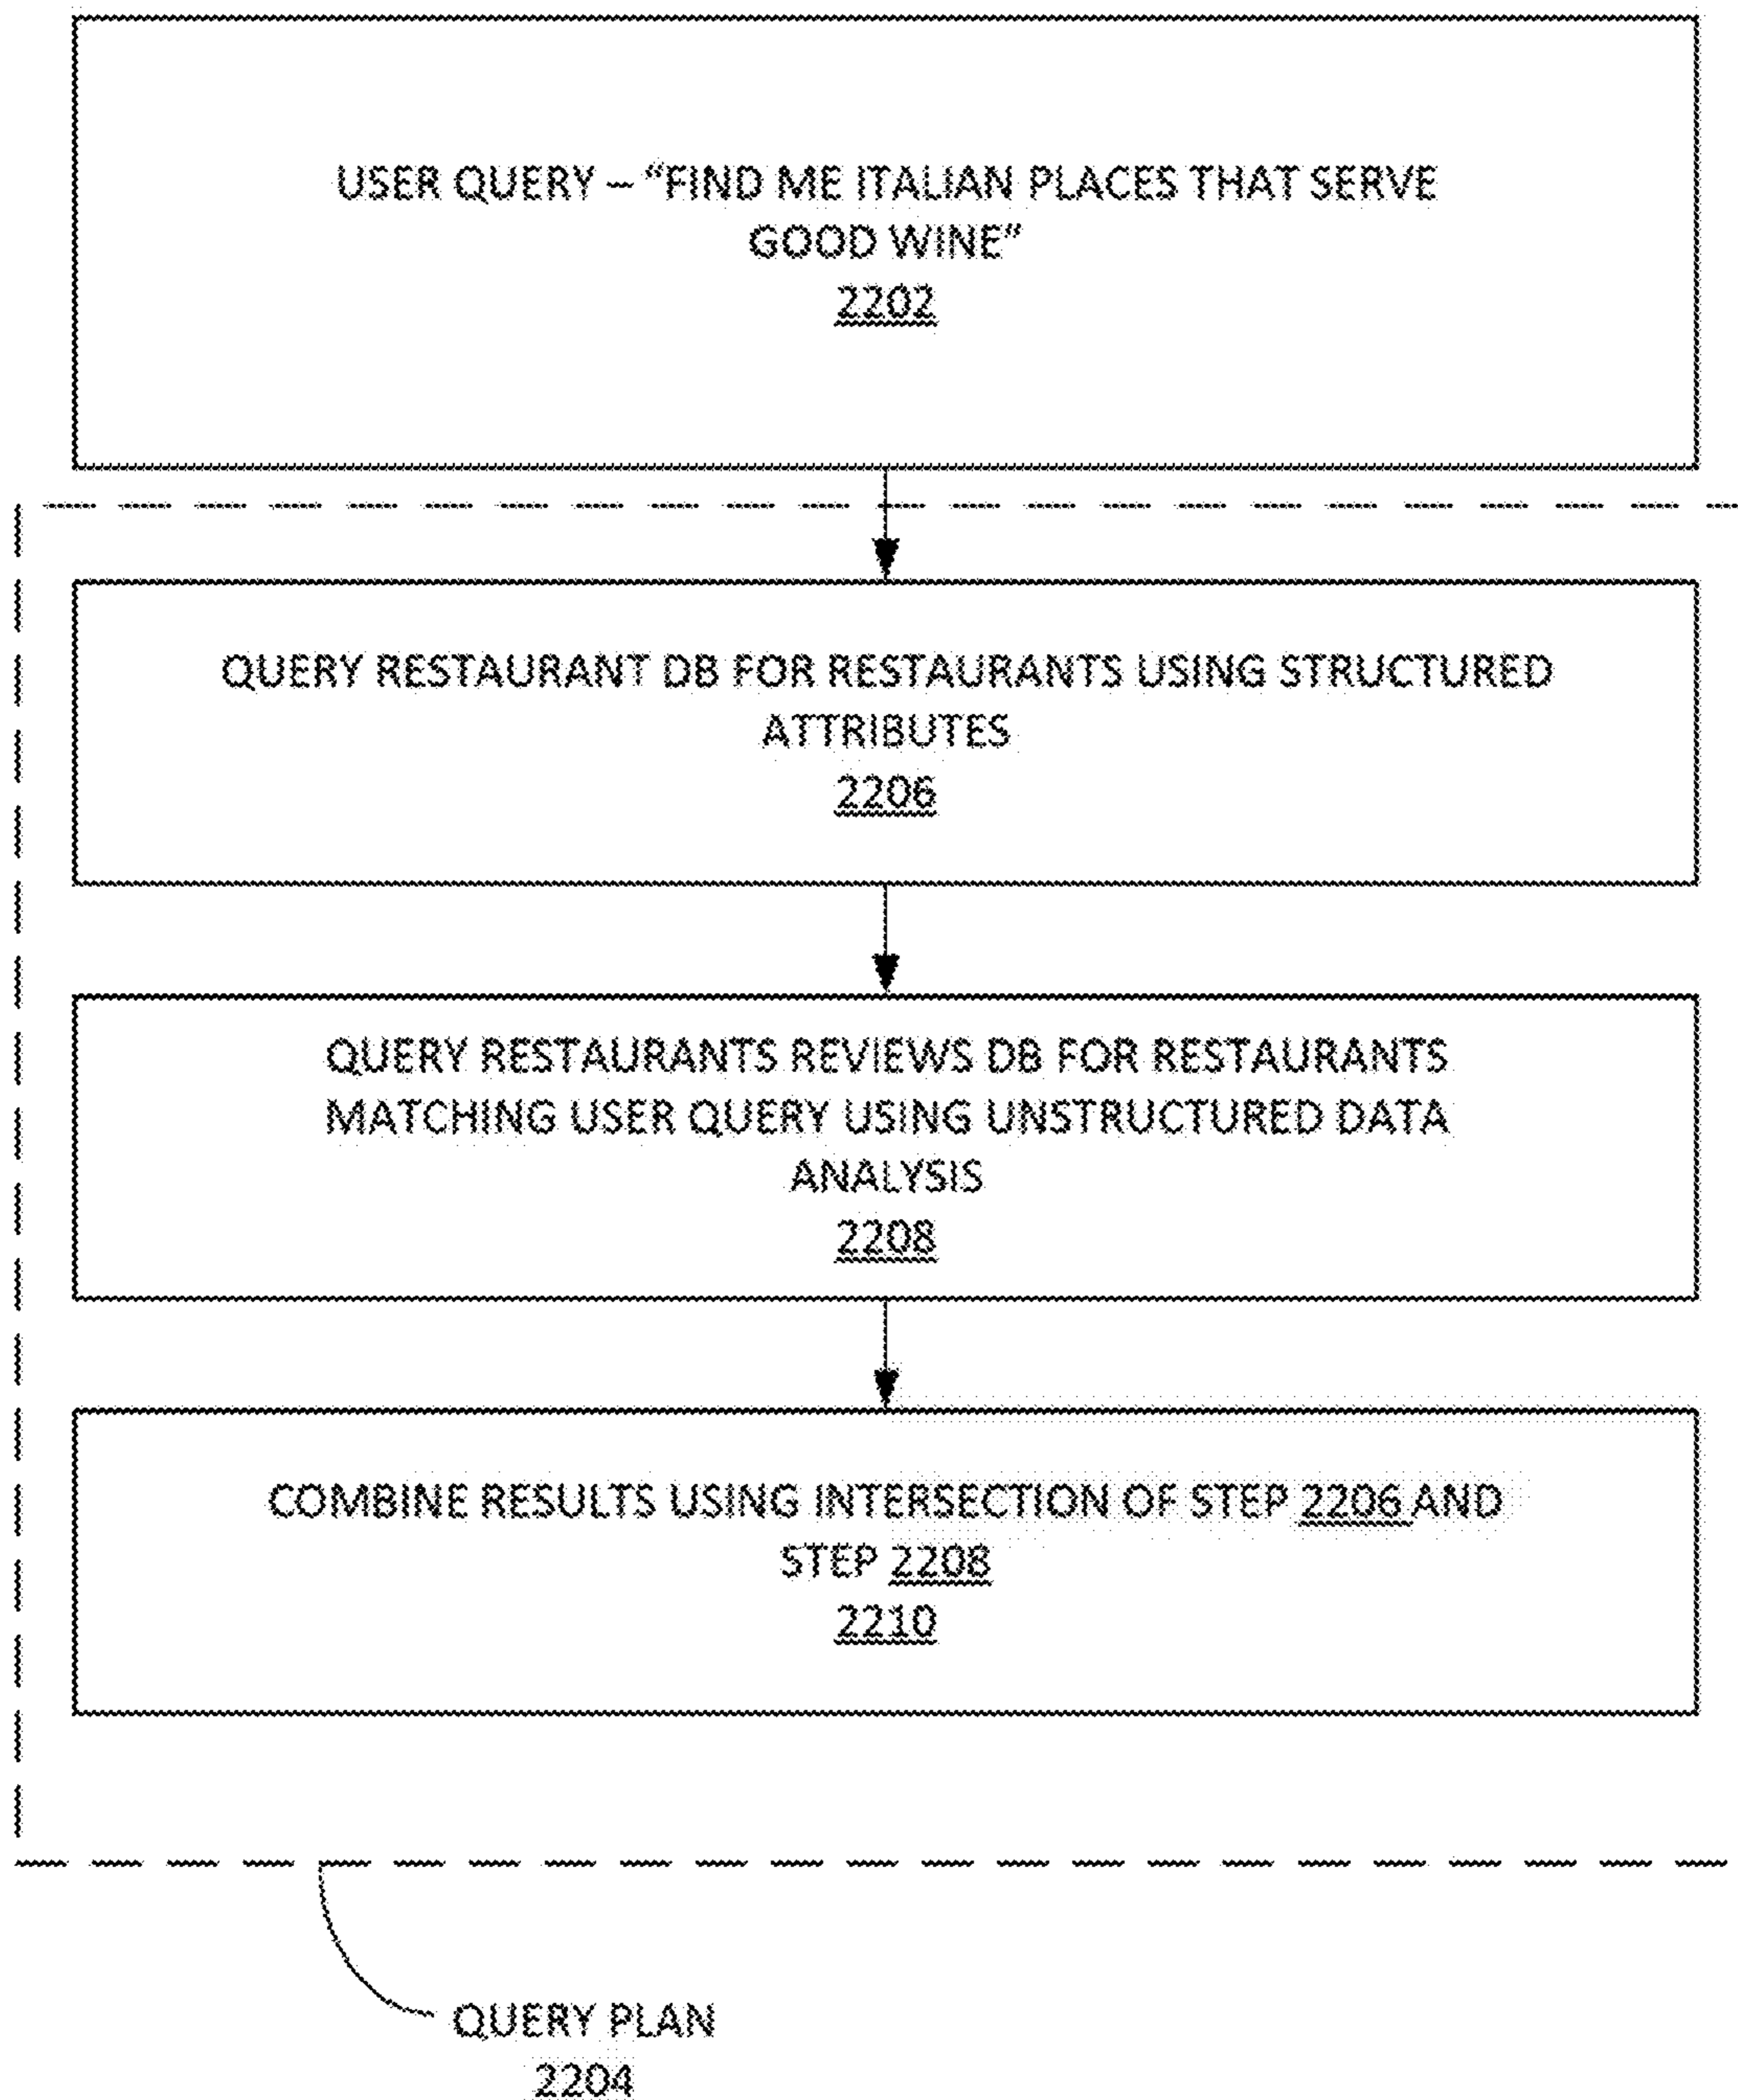 USER QUERY – “FIND ME ITALIAN PLACES THAT SERVE
GOOD WINE”
2202
QUERY RESTAURANT DB FOR RESTAURANTS USING STRUCTURED
ATTRIBUTES
2206
QUERY RESTAURANTS REVIEWS DB FOR RESTAURANTS
MATCHING USER QUERY USING UNSTRUCTURED DATA
ANALYSIS
2208
COMBINE RESULTS USING INTERSECTION OF STEP 2206 AND
STEP 2208
2210
QUERY PLAN
2204